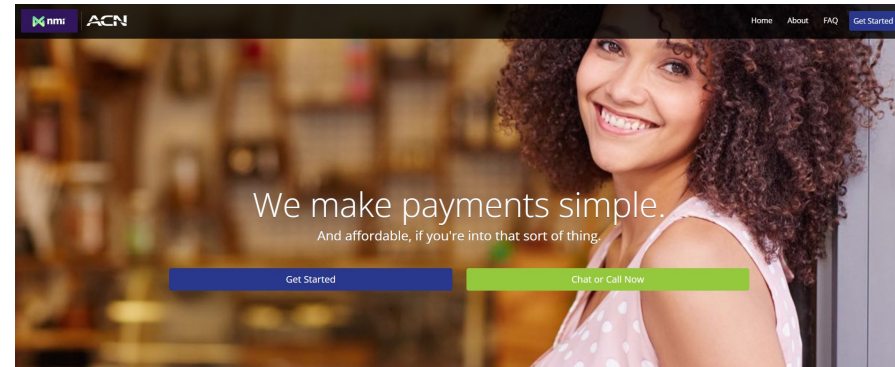 nmi ACN Home About FAQ Get Started
We make payments simple.
And affordable, if you're into that sort of thing.
Get Started Chat or Call Now